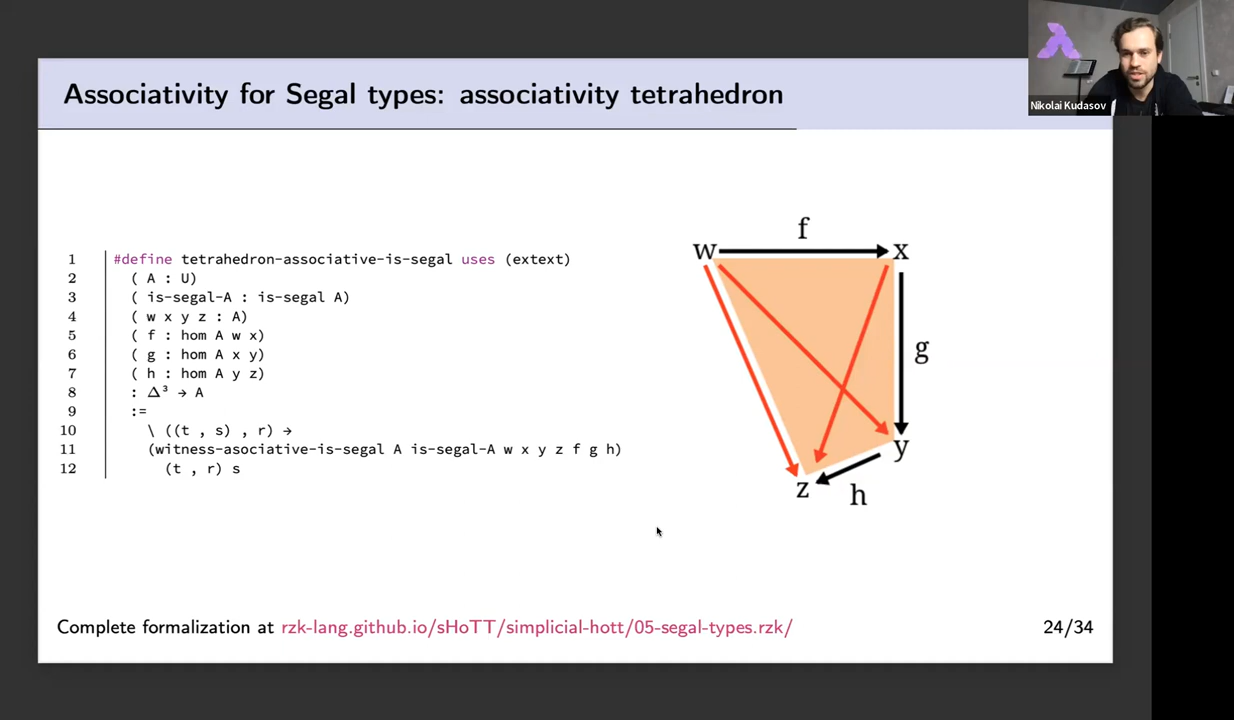 Associativity for Segal types: associativity tetrahedron
Nikolai Kudasov
1 #define tetrahedron-associative-is-segal uses (extext)
2 ( A : U)
3 ( is-segal-A : is-segal A)
4 ( w x y z : A)
5 ( f : hom A w x)
6 ( g : hom A x y)
7 ( h : hom A y z)
8 : Δ³ → A
9 :=
10 \ ((t , s) , r) →
11 (witness-asociative-is-segal A is-segal-A w x y z f g h)
12 (t , r) s
f
w
x
g
y
z
h
Complete formalization at rzk-lang.github.io/sHoTT/simplicial-hott/05-segal-types.rzk/
24/34